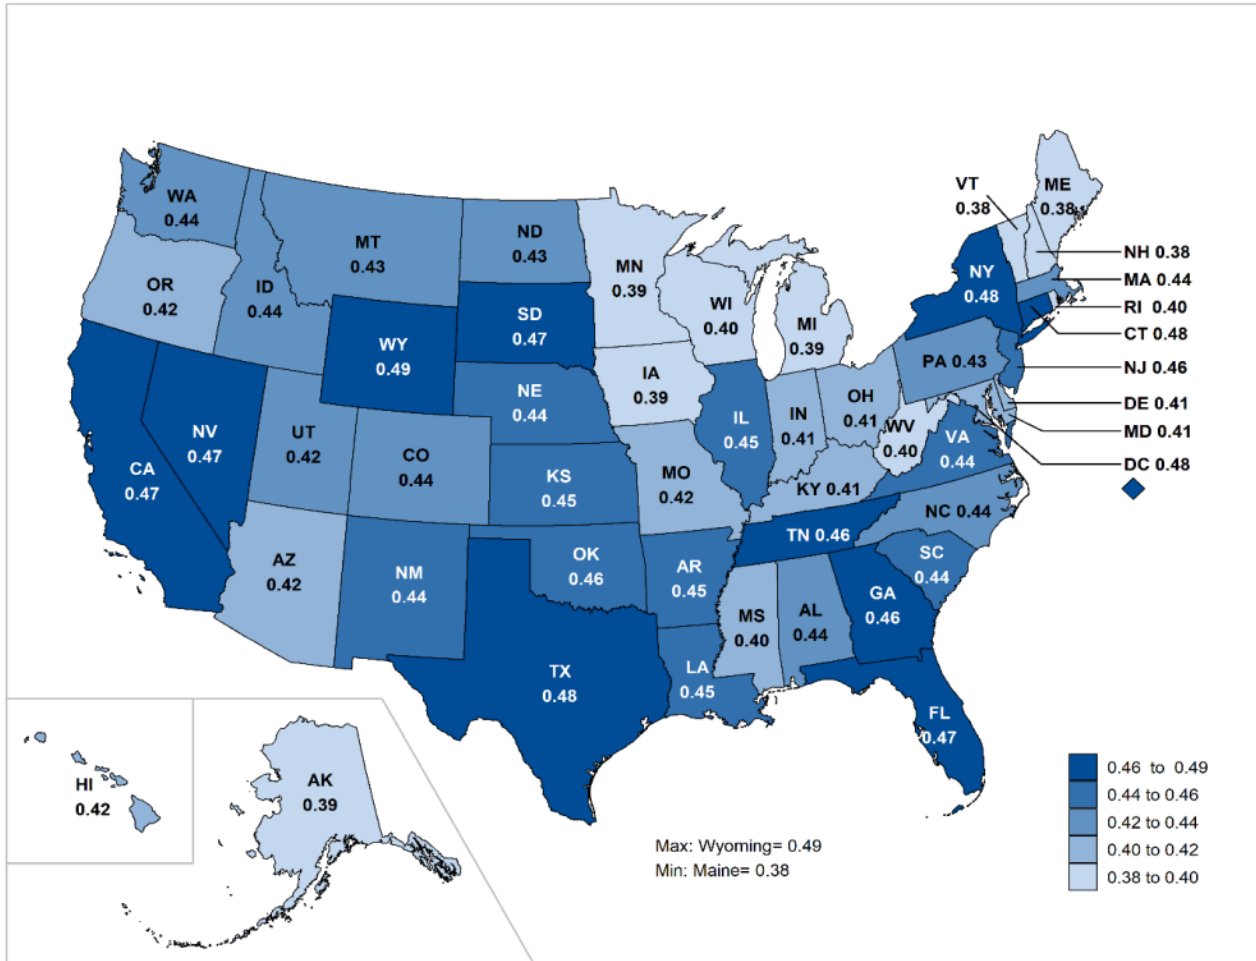 WA
0.44
OR
0.42
CA
0.47
NV
0.47
ID
0.44
MT
0.43
WY
0.49
UT
0.42
CO
0.44
AZ
0.42
NM
0.44
ND
0.43
SD
0.47
NE
0.44
KS
0.45
OK
0.46
TX
0.48
MN
0.39
IA
0.39
MO
0.42
AR
0.45
LA
0.45
WI
0.40
IL
0.45
MI
0.39
IN
0.41
OH
0.41
KY 0.41
TN 0.46
MS
0.40
AL
0.44
GA
0.46
FL
0.47
SC
0.44
NC 0.44
VA
0.44
WV
0.40
PA 0.43
NY
0.48
VT
0.38
ME
0.38
NH 0.38
MA 0.44
RI 0.40
CT 0.48
NJ 0.46
DE 0.41
MD 0.41
DC 0.48
HI
0.42
AK
0.39
Max: Wyoming= 0.49
Min: Maine= 0.38
0.46 to 0.49
0.44 to 0.46
0.42 to 0.44
0.40 to 0.42
0.38 to 0.40